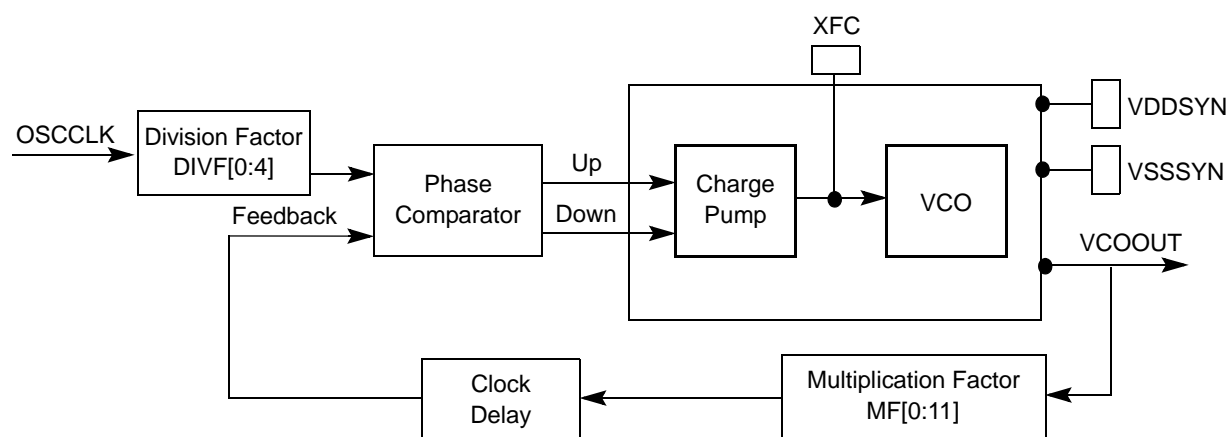 XFC
VDDSYN
OSCCLK
Division Factor
DIVF[0:4]
VSSSYN
Phase
Comparator
Up
Down
Charge
Pump
VCO
Feedback
VCOOUT
Clock
Delay
Multiplication Factor
MF[0:11]